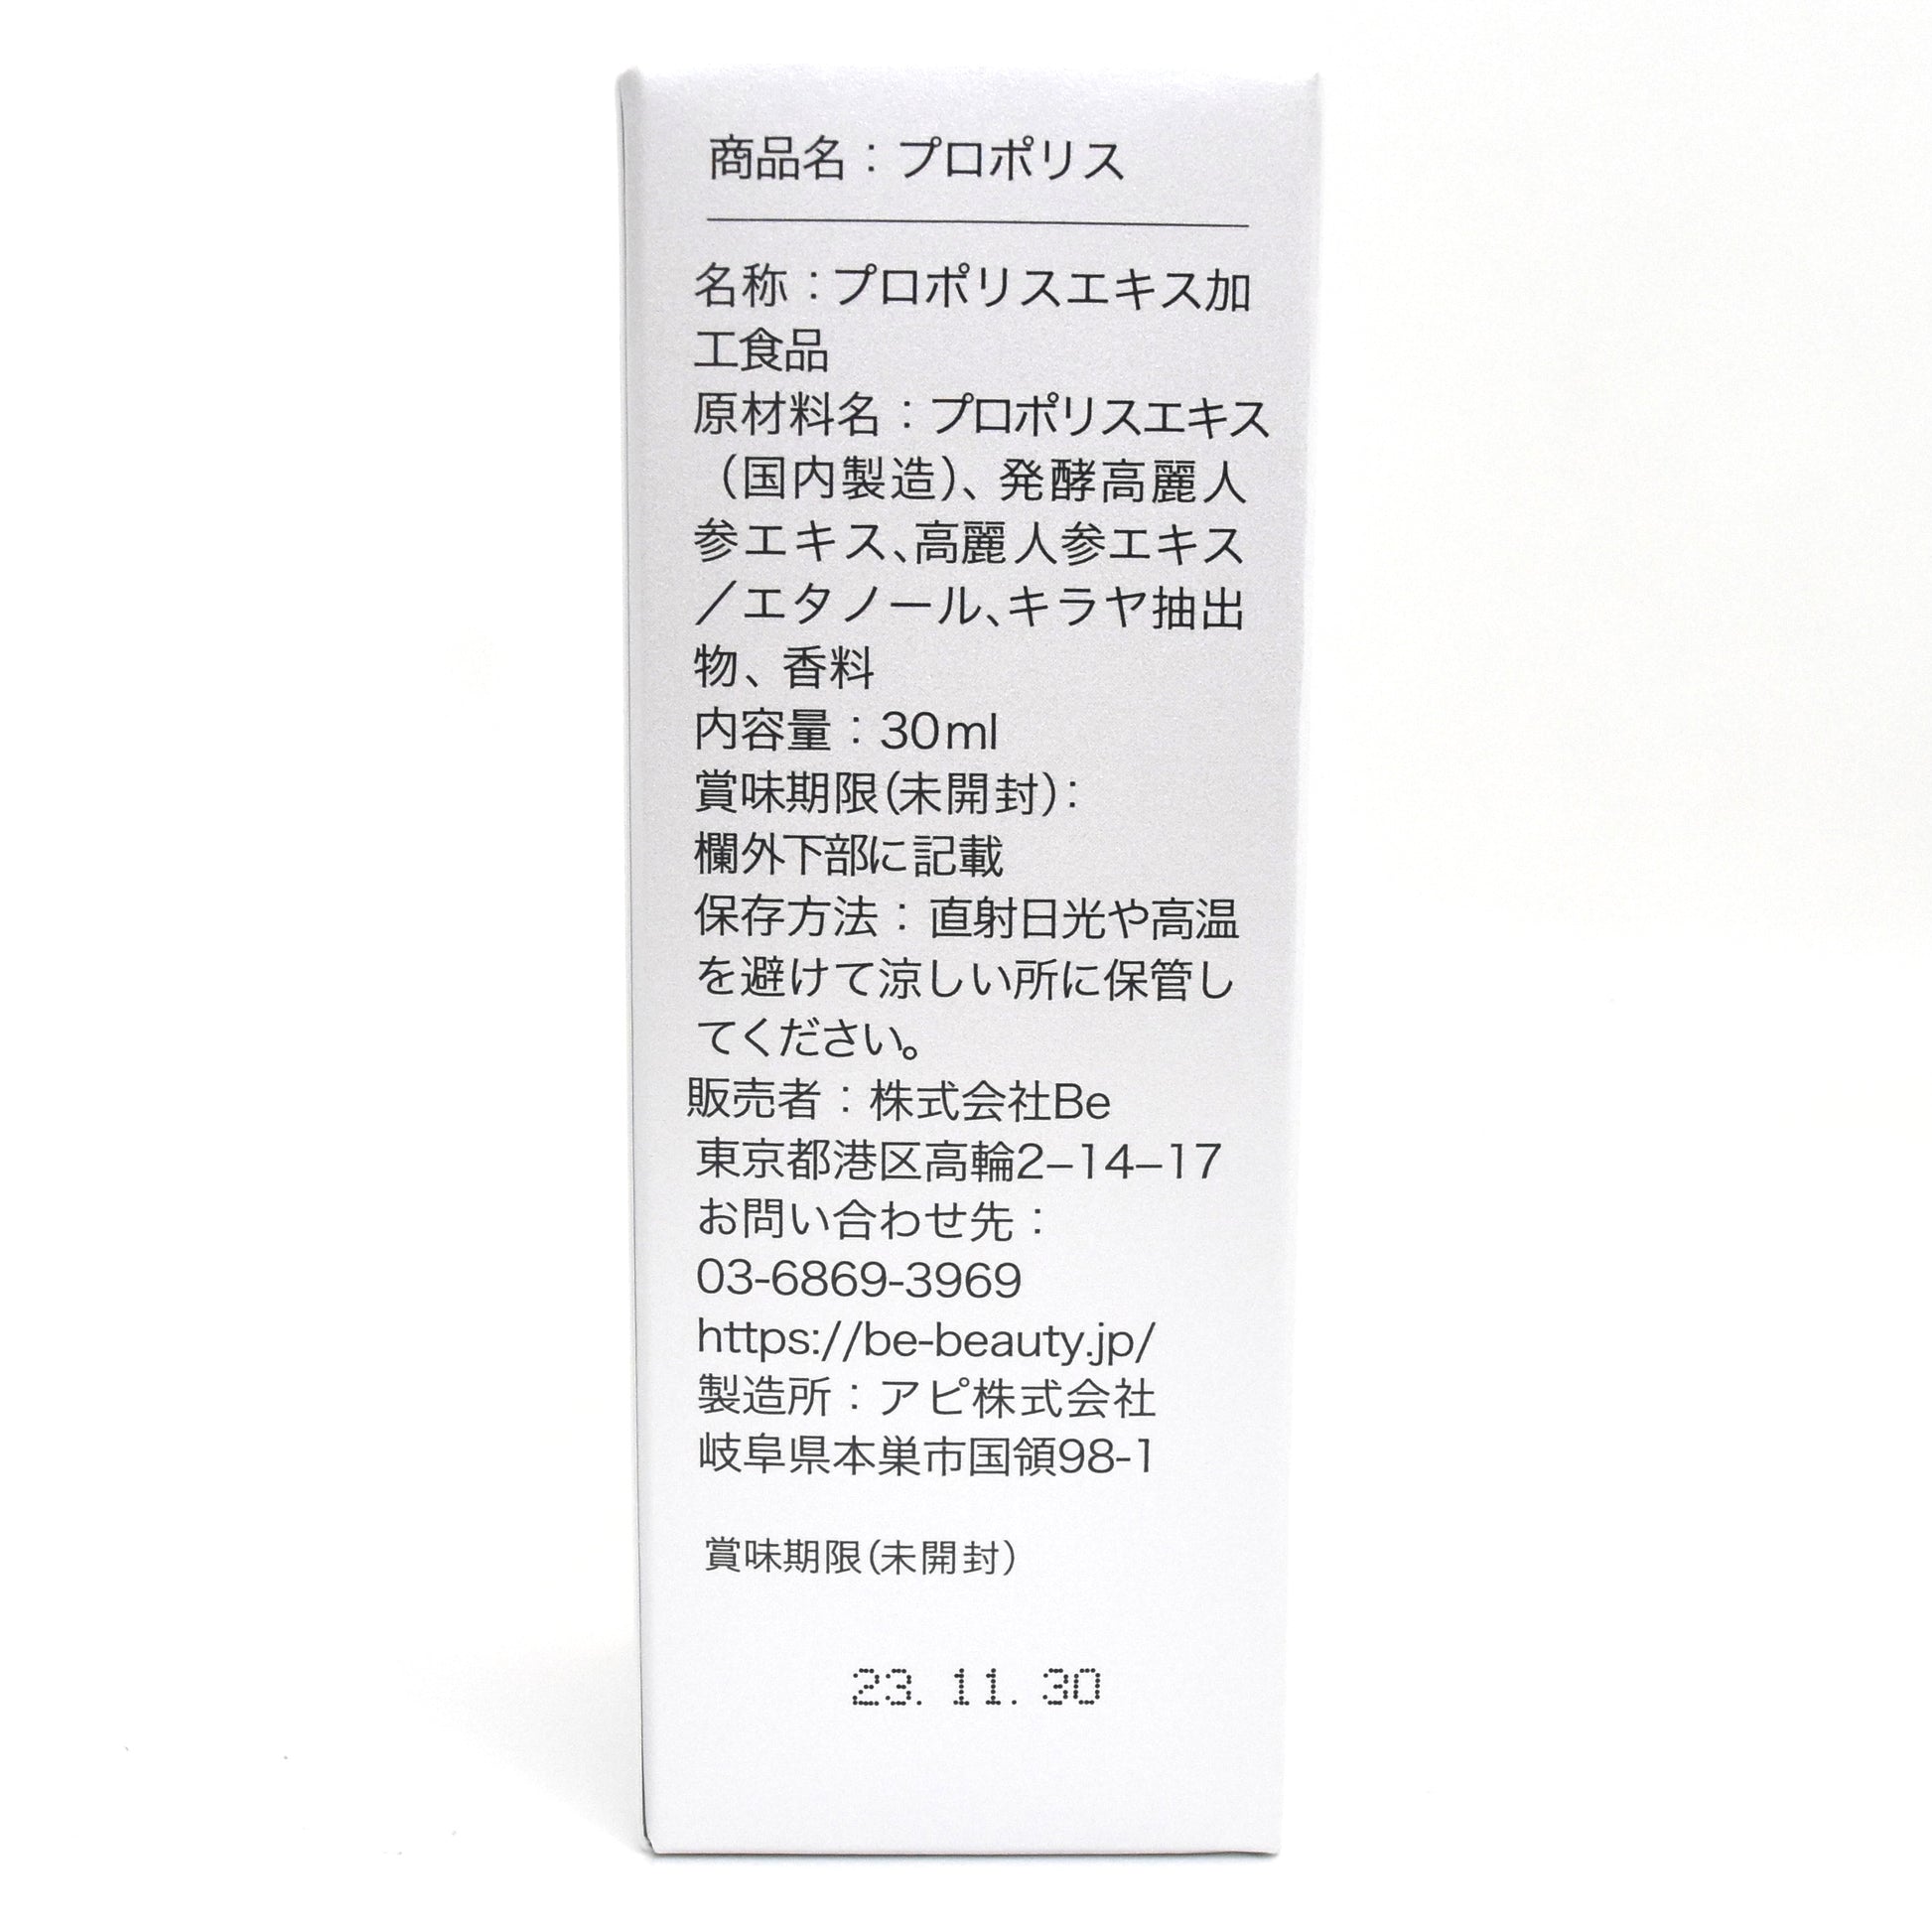 商品名：プロポリス
名称：プロポリスエキス加
工食品
原材料名：プロポリスエキス
（国内製造）、発酵高麗人
参エキス、高麗人参エキス
／エタノール、キラヤ抽出
物、香料
内容量：30ml
賞味期限(未開封)：
欄外下部に記載
保存方法：直射日光や高温
を避けて涼しい所に保管し
てください。
販売者：株式会社Be
東京都港区高輪2−14−17
お問い合わせ先：
03-6869-3969
https://be-beauty.jp/
製造所：アピ株式会社
岐阜県本巣市国領98-1
賞味期限(未開封)
23. 11. 30